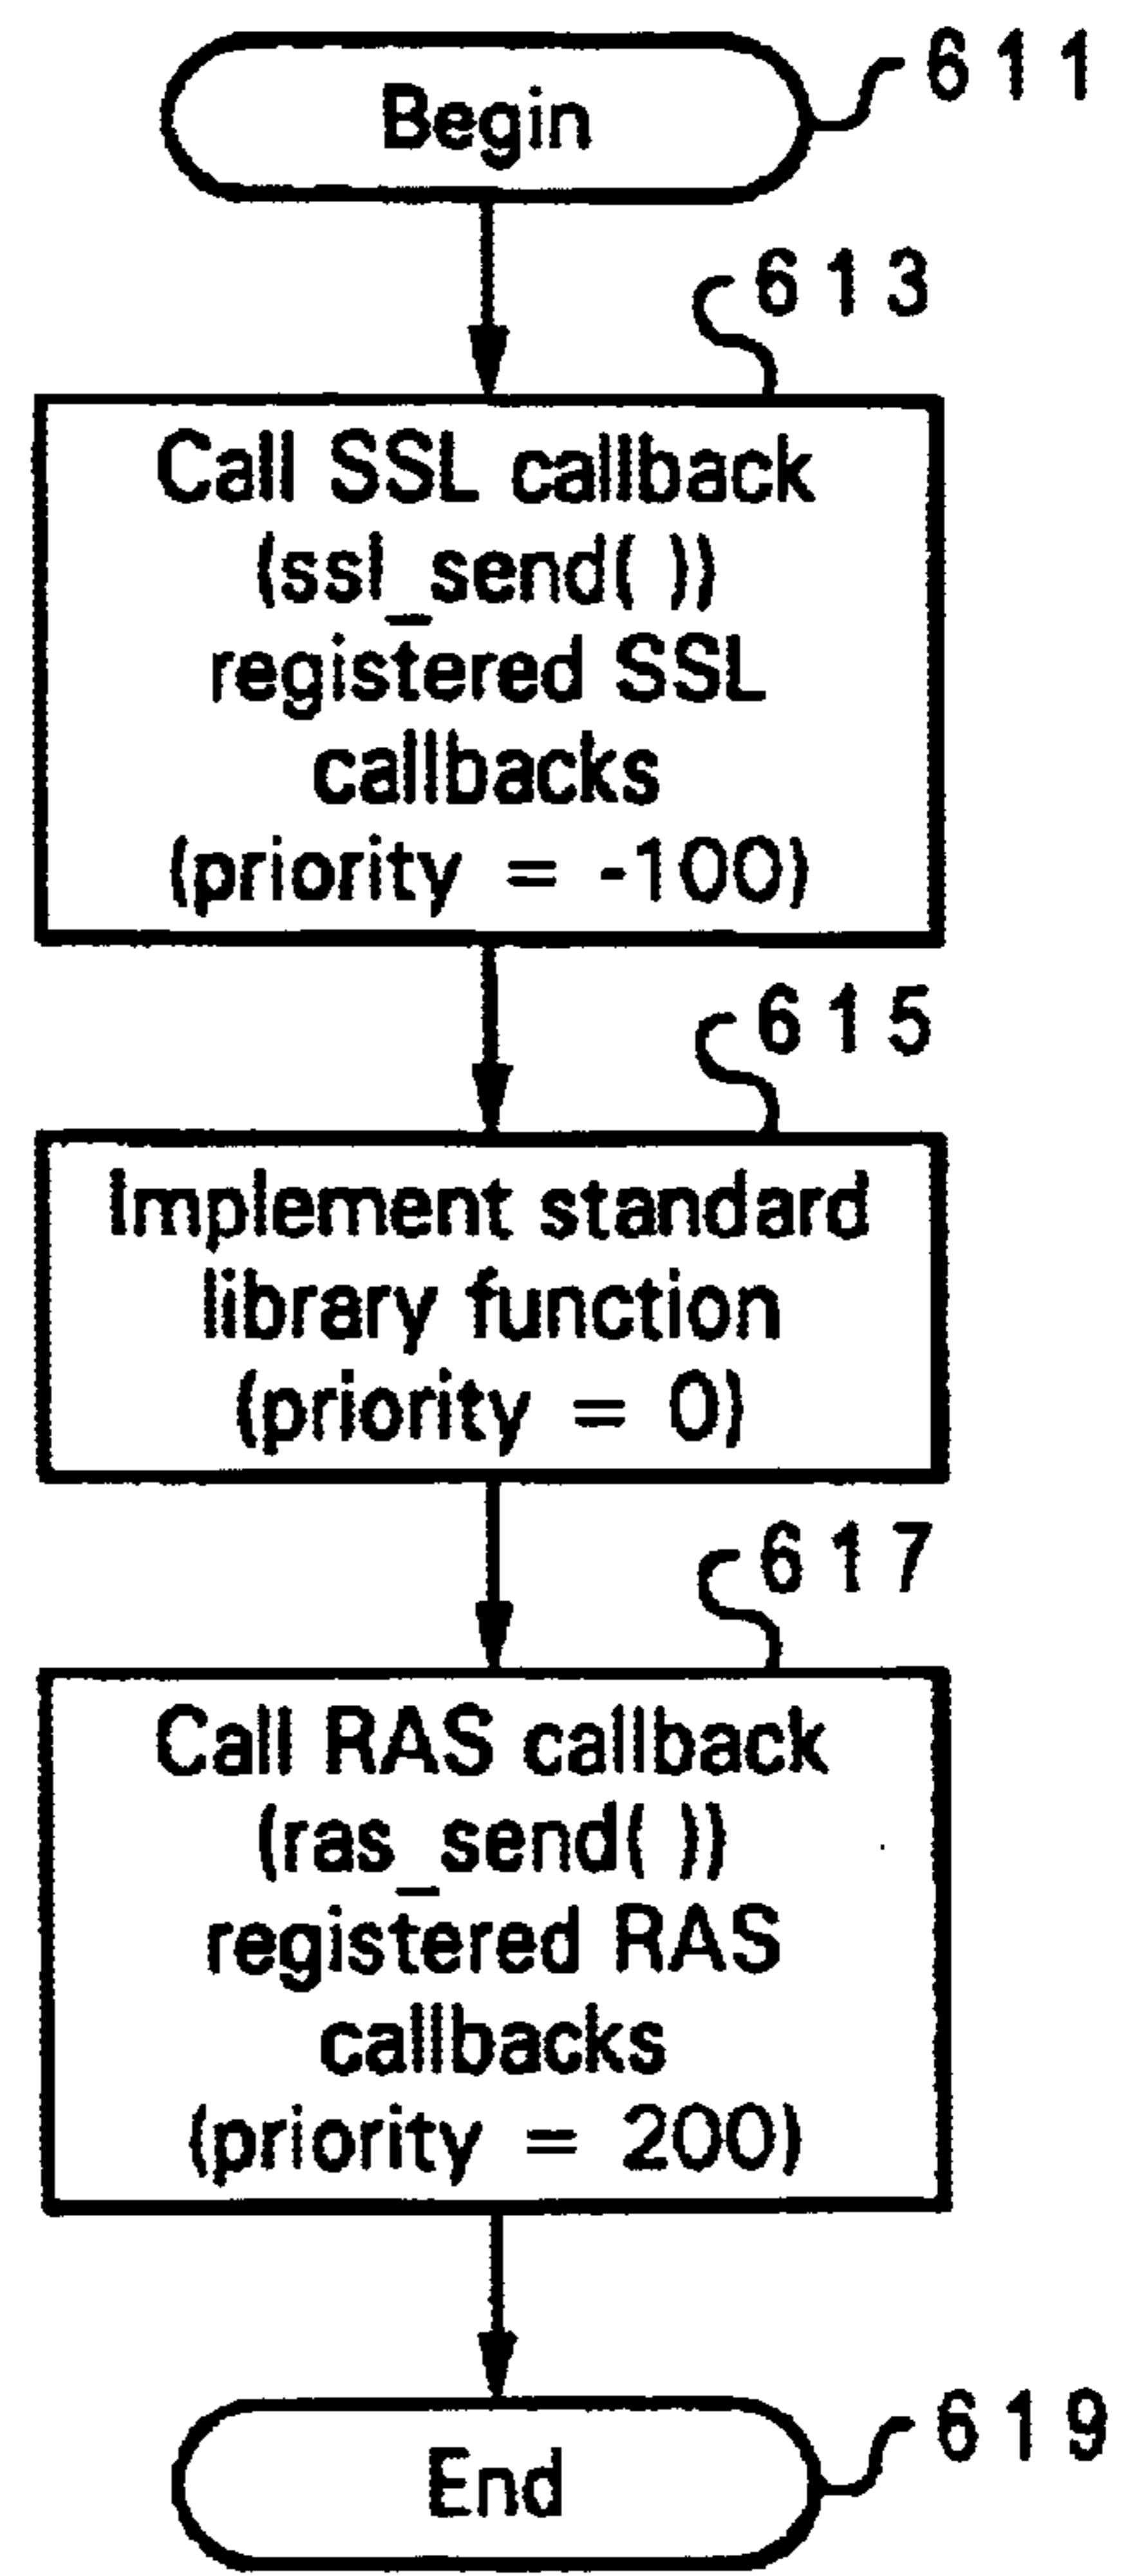 Begin
611
613
Call SSL callback
(ssl_send( ))
registered SSL
callbacks
(priority = -100)
615
Implement standard
library function
(priority = 0)
617
Call RAS callback
(ras_send( ))
registered RAS
callbacks
(priority = 200)
End
619